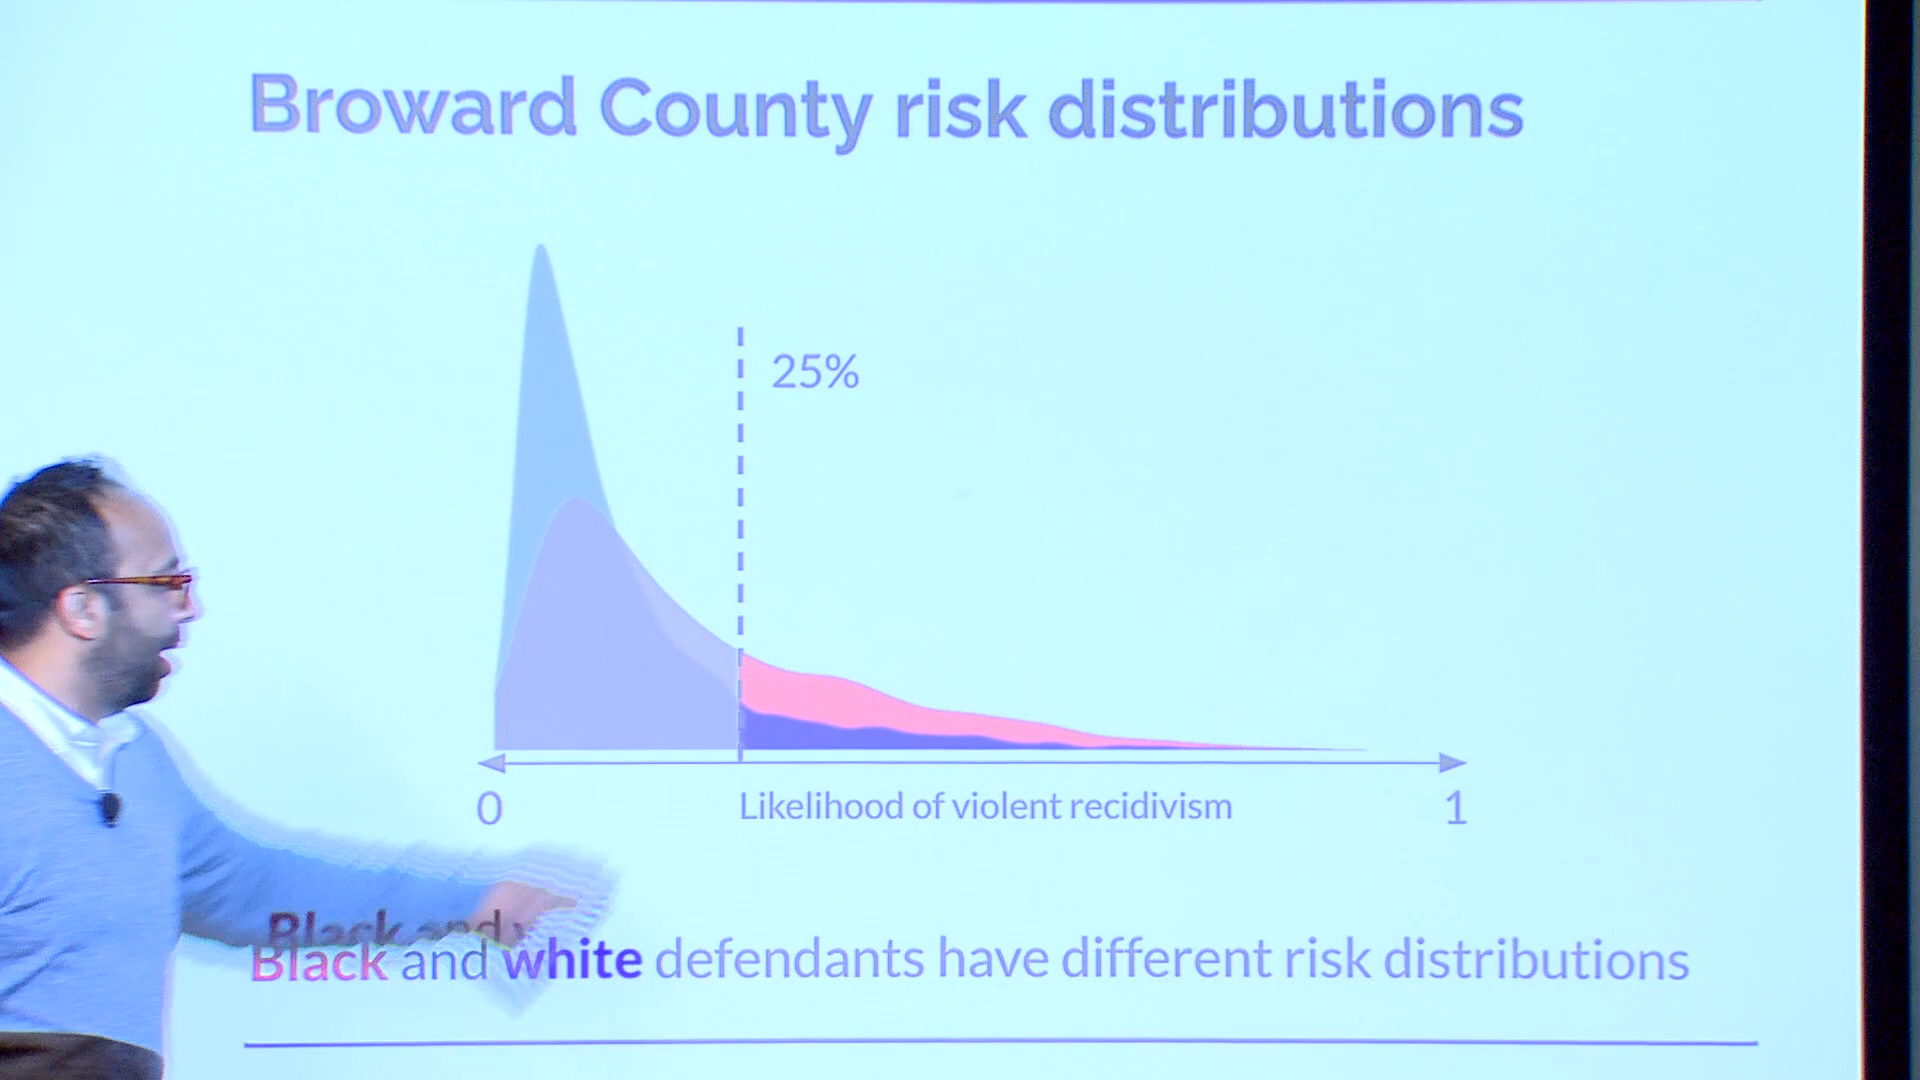 Broward County risk distributions
25%
0 Likelihood of violent recidivism 1
Black and white defendants have different risk distributions